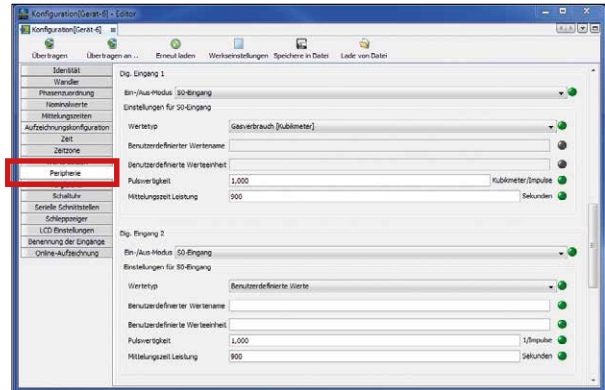 Konfiguration[Gerät-6] - Editor
Konfiguration[Gerät-6]
Übertragen
Übertragen an ..
Erneut laden
Werkseinstellungen
Speichere in Datei
Lade von Datei
Identität
Wandler
Phasenzuordnung
Nominalwerte
Mittelungszeiten
Aufzeichnungskonfiguration
Zeit
Zeitzone
Peripherie
Schaltuhr
Serielle Schnittstellen
Schleppzeiger
LCD Einstellungen
Benennung der Eingänge
Online-Aufzeichnung
Dig. Eingang 1
Ein-/Aus-Modus S0-Eingang
Einstellungen für S0-Eingang
Wertetyp Gasverbrauch [Kubikmeter]
Benutzerdefinierter Wertename
Benutzerdefinierte Werteeinheit
Pulswertigkeit 1,000 Kubikmeter/Impulse
Mittelungszeit Leistung 900 Sekunden
Dig. Eingang 2
Ein-/Aus-Modus S0-Eingang
Einstellungen für S0-Eingang
Wertetyp Benutzerdefinierte Werte
Benutzerdefinierter Wertename
Benutzerdefinierte Werteeinheit
Pulswertigkeit 1,000 1/Impulse
Mittelungszeit Leistung 900 Sekunden